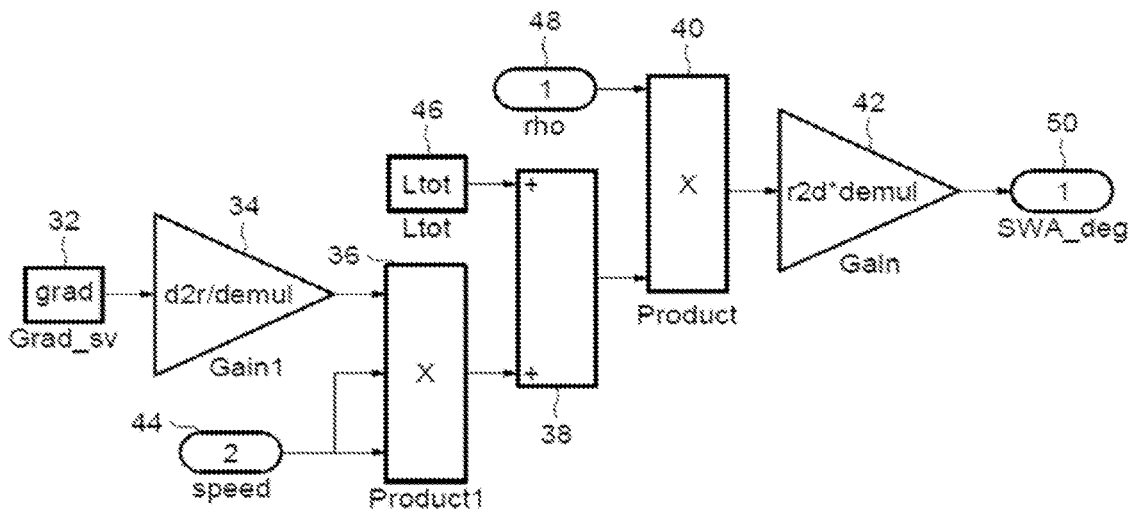 48
40
1
rho
46
42
50
Ltot
+
X
r2d*demul
1
Ltot
SWA_deg
32
34
36
Gain
grad
d2r/demul
Product
Grad_sv
Gain1
X
+
44
38
2
speed
Product1